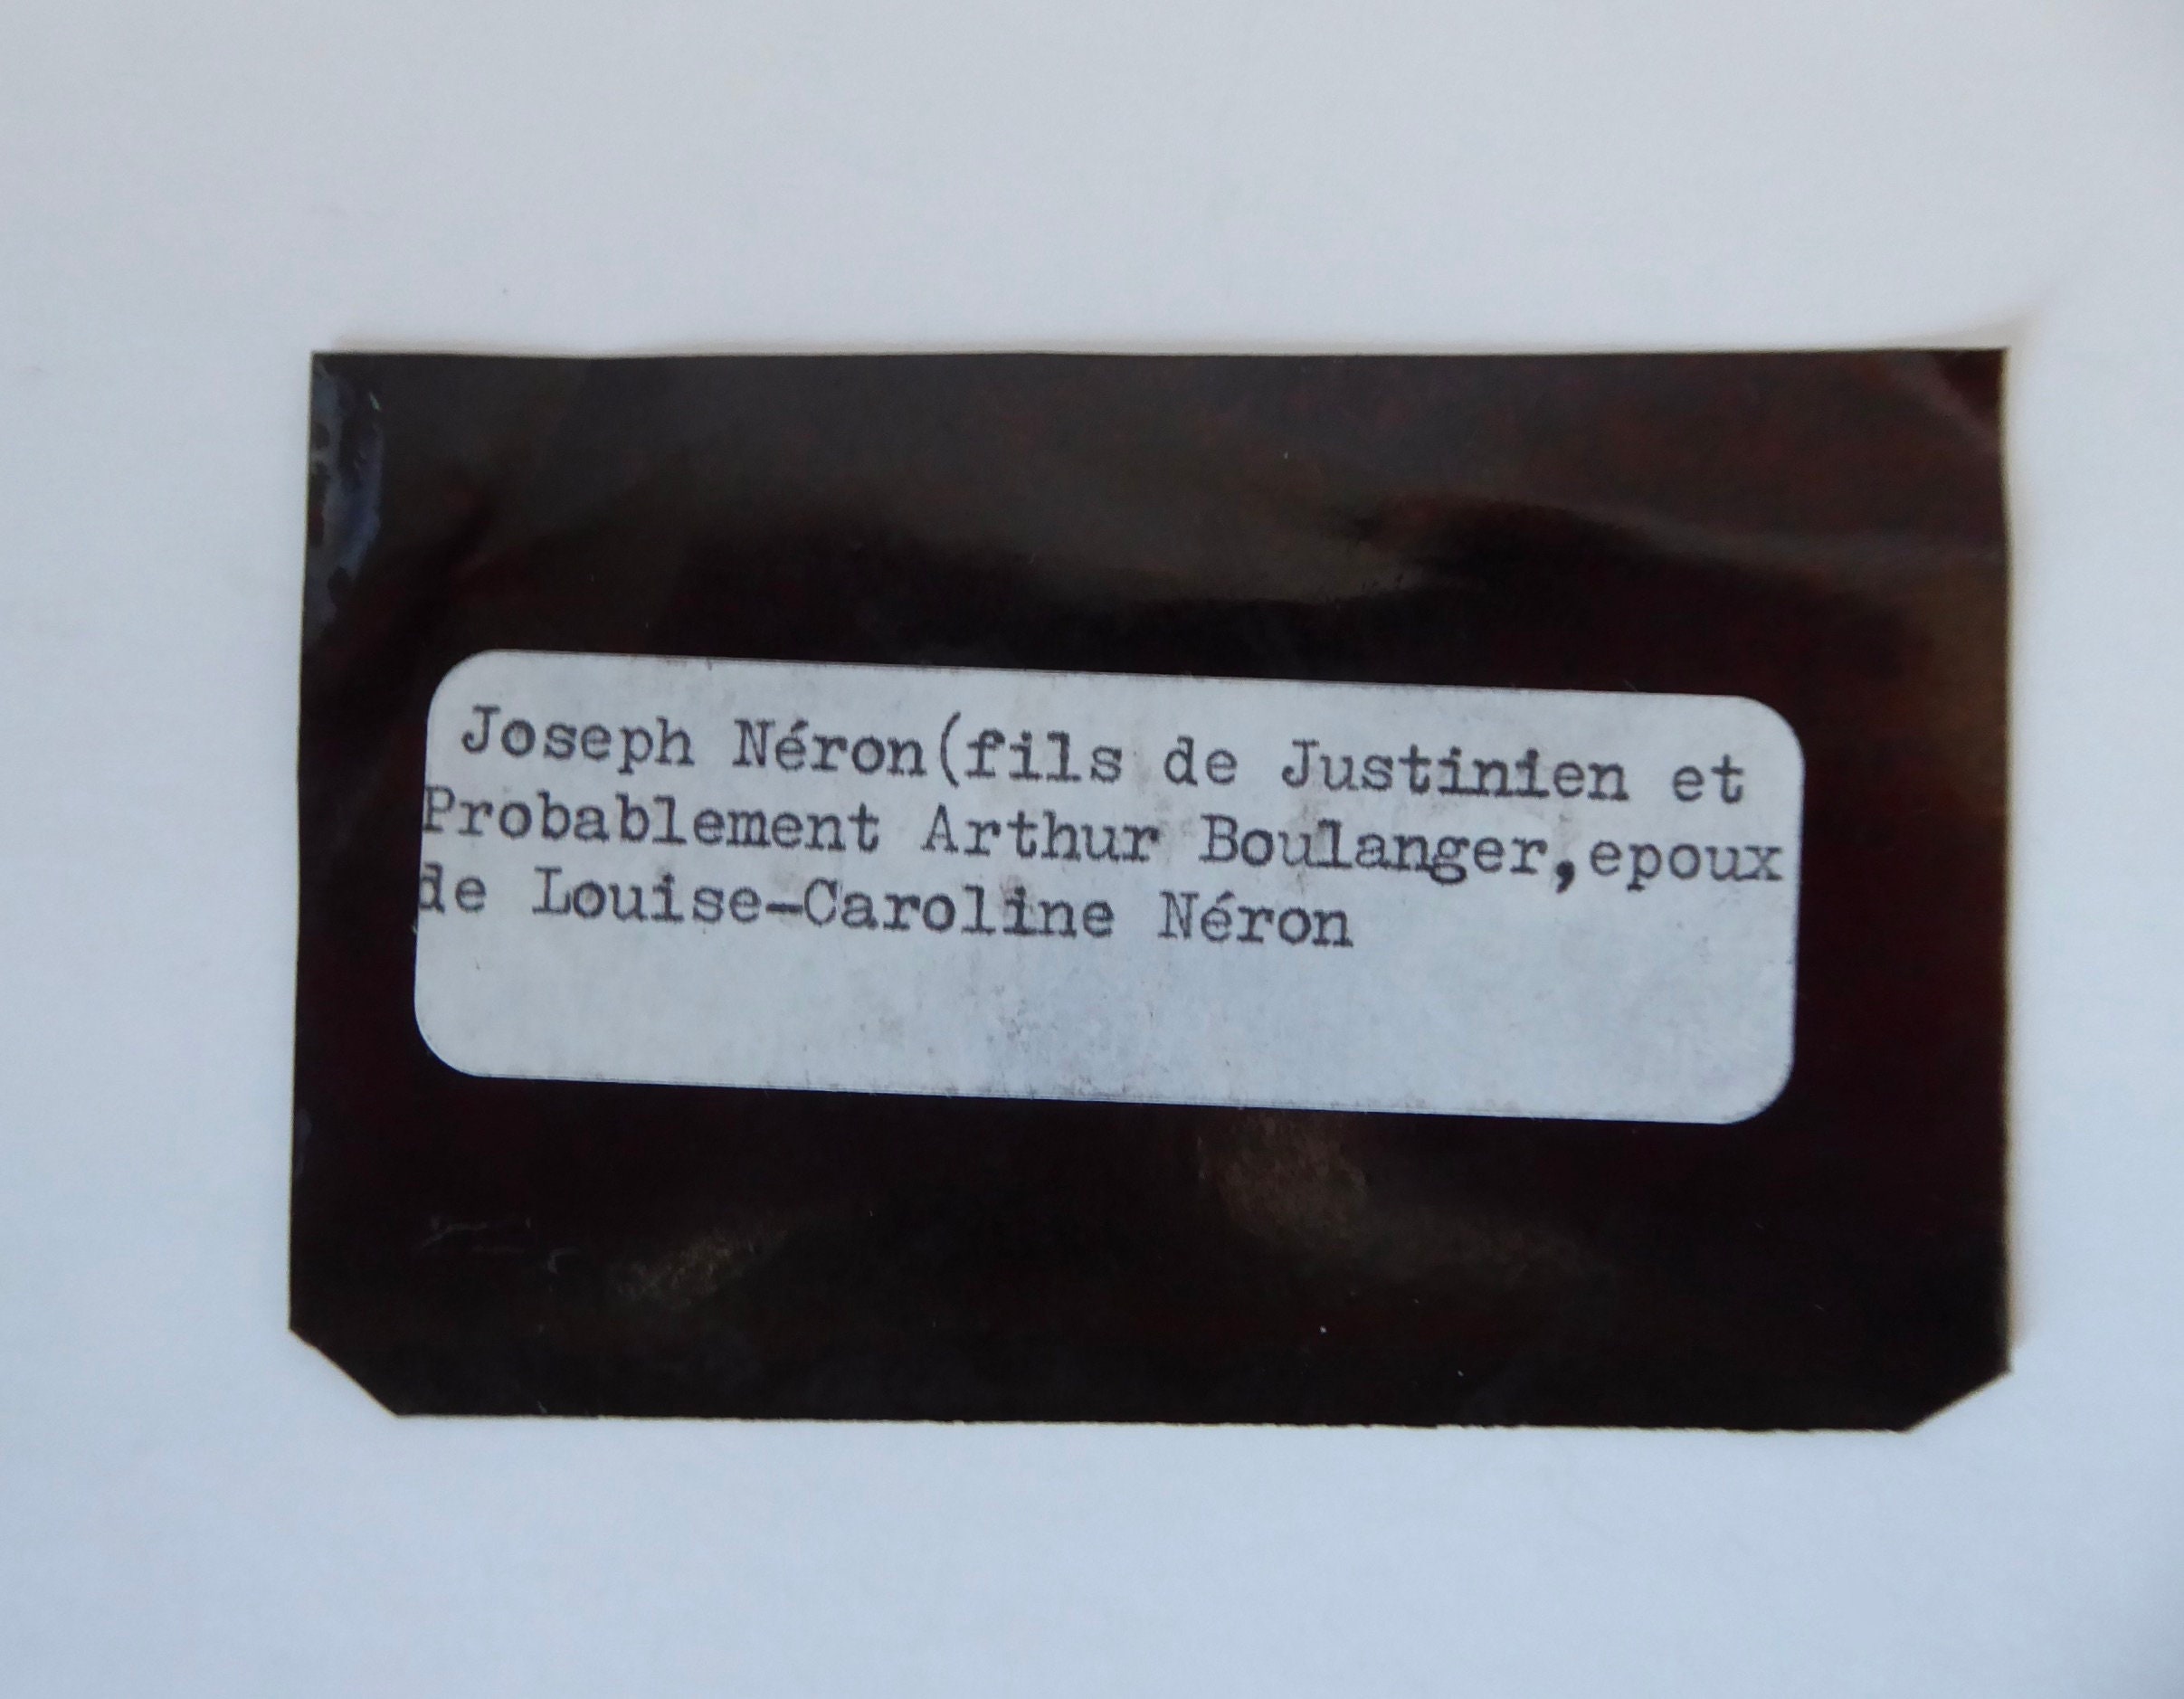 Joseph Néron(fils de Justinien et
Probablement Arthur Boulanger,epoux
de Louise-Caroline Néron